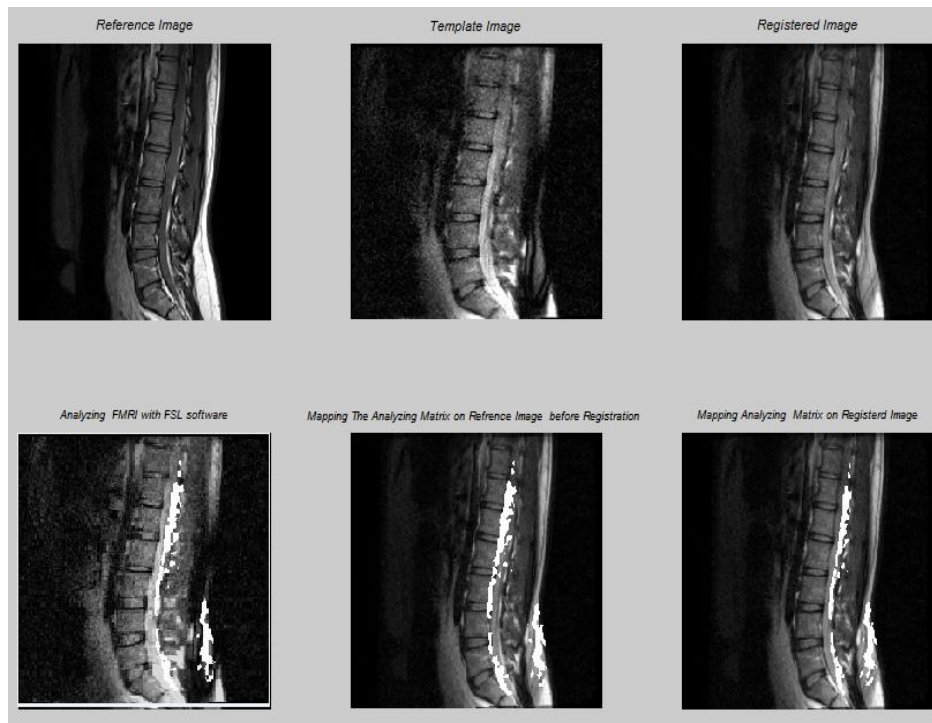 Reference Image
Template Image
Registered Image
Analyzing FMRI with FSL software
Mapping The Analyzing Matrix on Refrence Image before Registration
Mapping Analyzing Matrix on Registerd Image